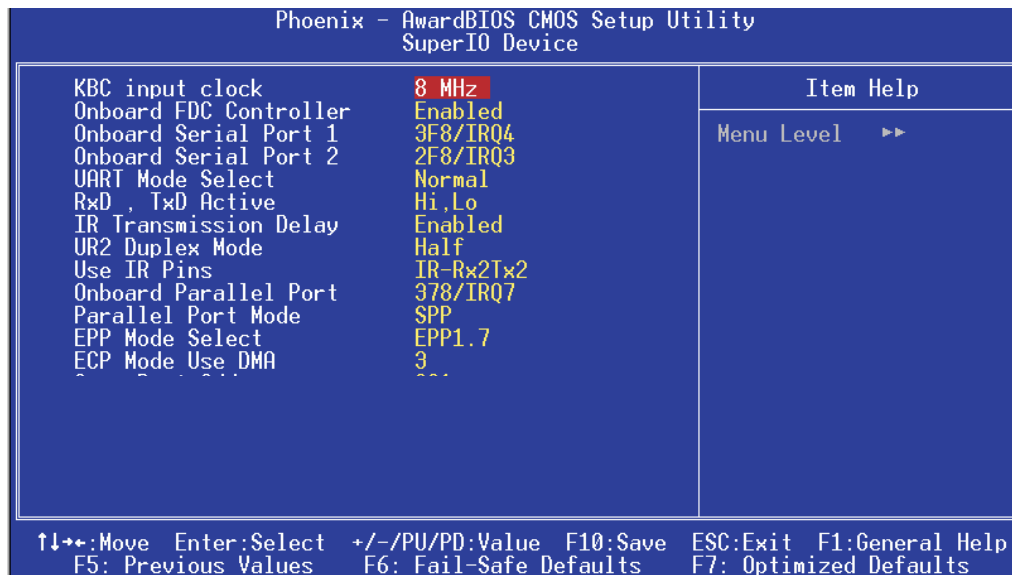 Phoenix - AwardBIOS CMOS Setup Utility
SuperIO Device
KBC input clock 8 MHz
Onboard FDC Controller Enabled
Onboard Serial Port 1 3F8/IRQ4
Onboard Serial Port 2 2F8/IRQ3
UART Mode Select Normal
RxD , TxD Active Hi,Lo
IR Transmission Delay Enabled
UR2 Duplex Mode Half
Use IR Pins IR-Rx2Tx2
Onboard Parallel Port 378/IRQ7
Parallel Port Mode SPP
EPP Mode Select EPP1.7
ECP Mode Use DMA 3
Item Help
Menu Level ►►
↑↓→←:Move Enter:Select +/-/PU/PD:Value F10:Save ESC:Exit F1:General Help
F5: Previous Values F6: Fail-Safe Defaults F7: Optimized Defaults